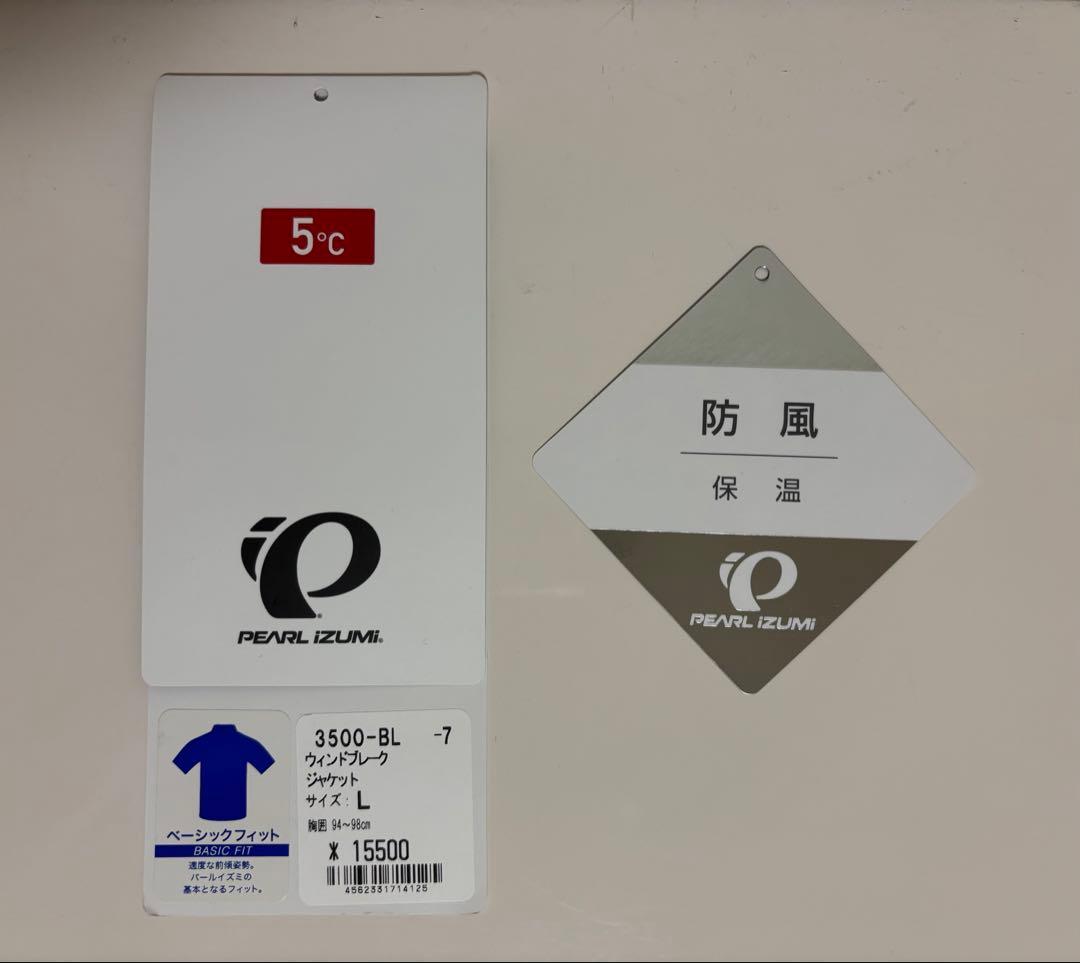 5℃
PEARL iZUMi
ベーシックフィット
BASIC FIT
適度な前傾姿勢。
パールイズミの
基本となるフィット。
3500-BL -7
ウィンドブレーク
ジャケット
サイズ: L
胸囲 94〜98cm
¥ 15500
4562331714125
防風
保温
PEARL iZUMi